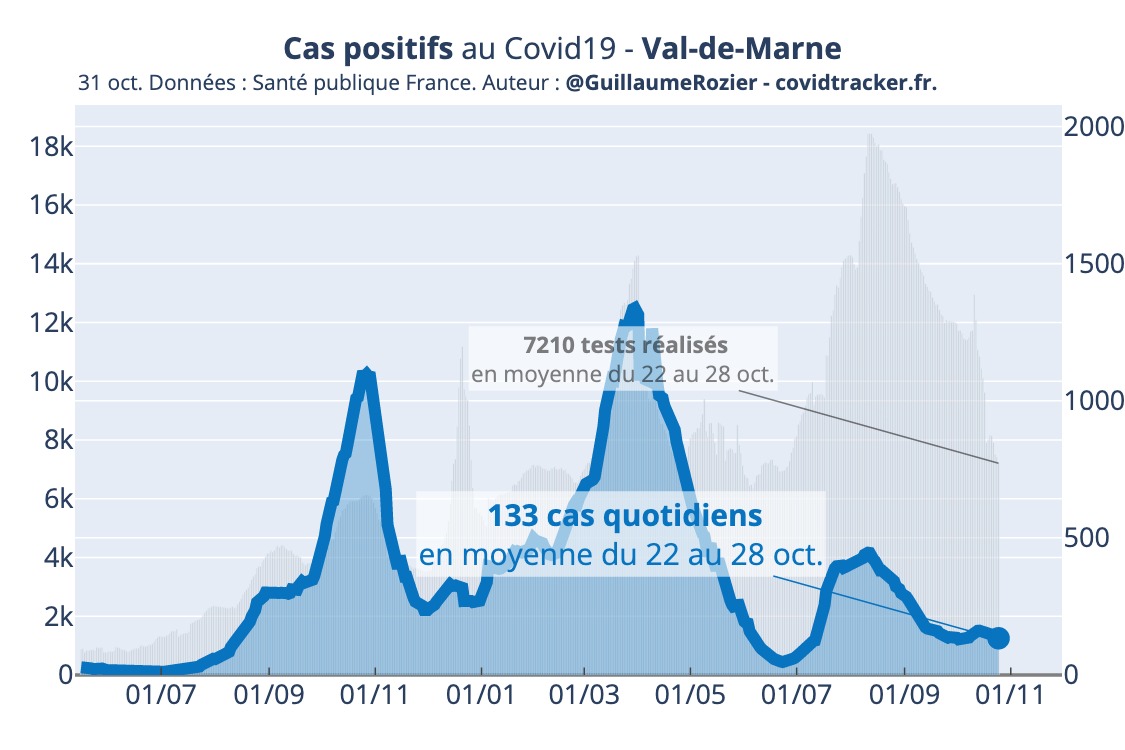 Cas positifs au Covid19 - Val-de-Marne
31 oct. Données : Santé publique France. Auteur : @GuillaumeRozier - covidtracker.fr.
2000
18k
16k
14k
1500
12k
7210 tests réalisés
en moyenne du 22 au 28 oct.
10k
1000
8k
6k
133 cas quotidiens
500
4k
en moyenne du 22 au 28 oct.
2k
0
0
01/07 01/09 01/11 01/01 01/03 01/05 01/07 01/09 01/11